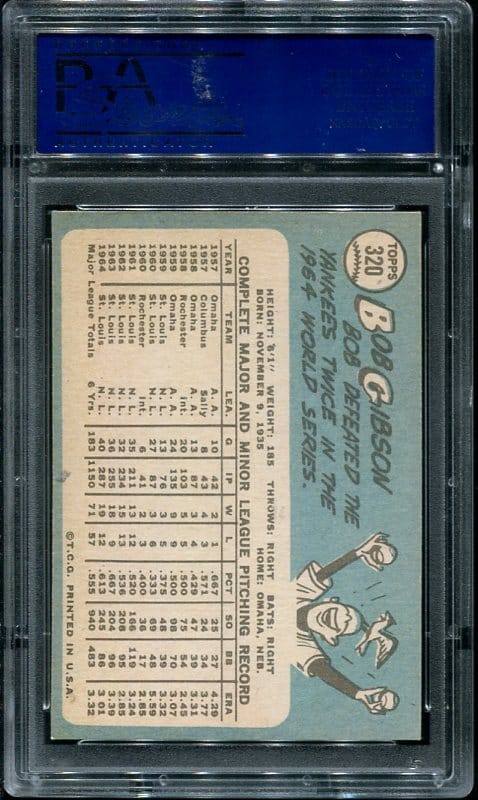 PSA
TOPPS
320
BOB GIBSON
BOB DEFEATED THE
YANKEES TWICE IN THE
1964 WORLD SERIES.
HEIGHT: 6'1" WEIGHT: 185 THROWS: RIGHT BATS: RIGHT
BORN: NOVEMBER 9, 1935 HOME: OMAHA, NEB.
COMPLETE MAJOR AND MINOR LEAGUE PITCHING RECORD
YEAR TEAM LEA. G IP W L PCT SO BB ERA
1957 Omaha A. A. 10 42 2 1 .667 25 27 4.29
1957 Columbus Sally 8 43 4 3 .571 24 34 3.77
1958 Omaha A. A. 13 87 3 4 .429 47 39 3.31
1958 Rochester Int. 20 103 5 5 .500 75 54 2.45
1959 Omaha A. A. 24 135 9 9 .500 98 70 3.07
1959 St. Louis N. L. 13 76 3 5 .375 48 39 3.32
1960 St. Louis N. L. 27 87 3 6 .333 69 48 5.59
1960 Rochester Int. 6 41 2 3 .400 36 17 2.85
1961 St. Louis N. L. 35 211 13 12 .520 166 119 3.24
1962 St. Louis N. L. 32 234 15 13 .536 208 95 2.85
1963 St. Louis N. L. 36 255 18 9 .667 204 96 3.39
1964 St. Louis N. L. 40 287 19 12 .613 245 86 3.01
Major League Totals 6 Yrs. 183 1150 71 57 .555 940 483 3.32
© T.C.G. PRINTED IN U.S.A.